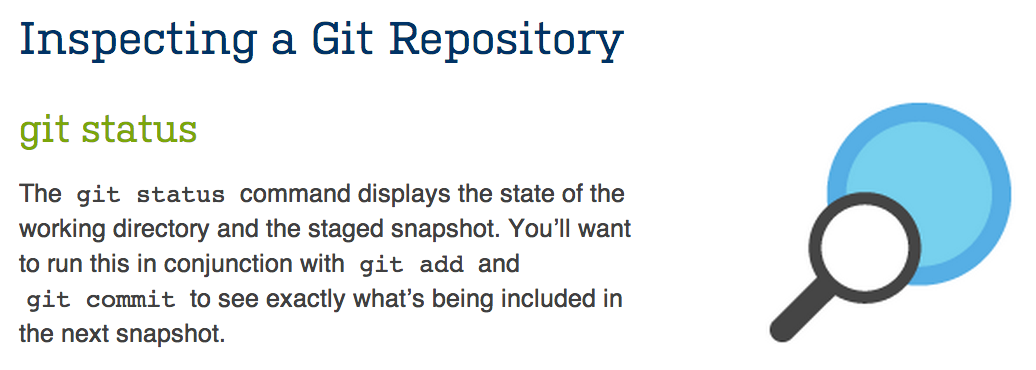 Inspecting a Git Repository
git status
The git status command displays the state of the
working directory and the staged snapshot. You’ll want
to run this in conjunction with git add and
git commit to see exactly what’s being included in
the next snapshot.